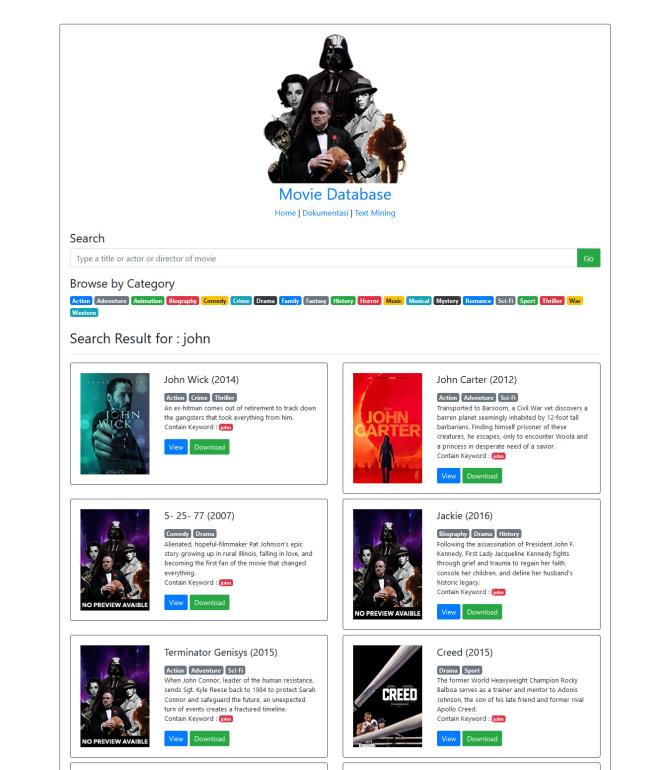 Movie Database
Home | Dokumentasi | Text Mining
Search
Type a title or actor or director of movie
Go
Browse by Category
Action Adventure Animation Biography Comedy Crime Drama Family Fantasy History Horror Music Musical Mystery Romance Sci-Fi Sport Thriller War
Western
Search Result for : john
JOHN
WICK
John Wick (2014)
Action Crime Thriller
An ex-hitman comes out of retirement to track down
the gangsters that took everything from him.
Contain Keyword : john
View Download
JOHN
CARTER
John Carter (2012)
Action Adventure Sci-Fi
Transported to Barsoom, a Civil War vet discovers a
barren planet seemingly inhabited by 12-foot tall
barbarians. Finding himself prisoner of these
creatures, he escapes, only to encounter Woola and
a princess in desperate need of a savior.
Contain Keyword : john
View Download
NO PREVIEW AVAIBLE
5- 25- 77 (2007)
Comedy Drama
Alienated, hopeful-filmmaker Pat Johnson's epic
story growing up in rural Illinois, falling in love, and
becoming the first fan of the movie that changed
everything.
Contain Keyword : john
View Download
NO PREVIEW AVAIBLE
Jackie (2016)
Biography Drama History
Following the assassination of President John F.
Kennedy, First Lady Jacqueline Kennedy fights
through grief and trauma to regain her faith,
console her children, and define her husband's
historic legacy.
Contain Keyword : john
View Download
NO PREVIEW AVAIBLE
Terminator Genisys (2015)
Action Adventure Sci-Fi
When John Connor, leader of the human resistance,
sends Sgt. Kyle Reese back to 1984 to protect Sarah
Connor and safeguard the future, an unexpected
turn of events creates a fractured timeline.
Contain Keyword : john
View Download
CREED
Creed (2015)
Drama Sport
The former World Heavyweight Champion Rocky
Balboa serves as a trainer and mentor to Adonis
Johnson, the son of his late friend and former rival
Apollo Creed.
Contain Keyword : john
View Download